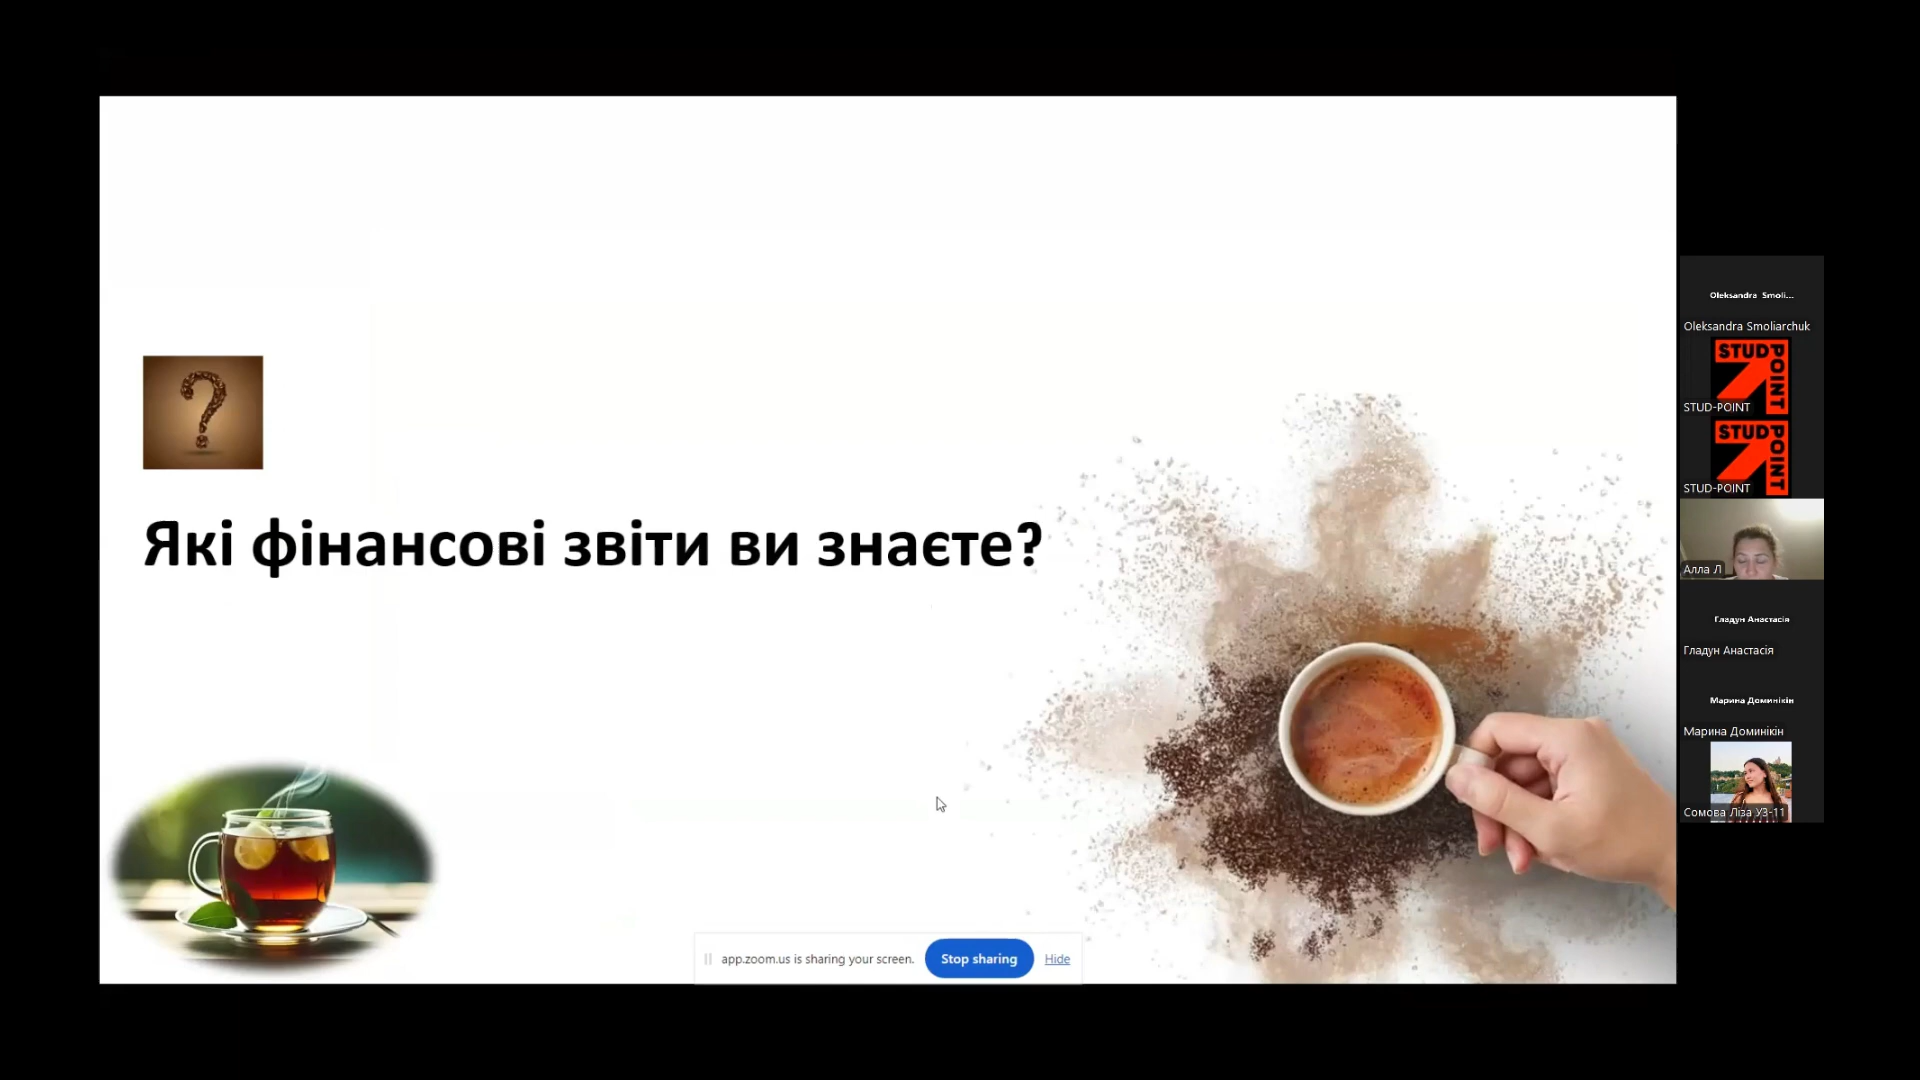 Які фінансові звіти ви знаєте?
app.zoom.us is sharing your screen.
Stop sharing
Hide
Oleksandra Smoli...
Oleksandra Smoliarchuk
STUD
POINT
STUD-POINT
STUD
POINT
STUD-POINT
Алла Л
Гладун Анастасія
Гладун Анастасія
Марина Доминікін
Марина Доминікін
Сомова Ліза УЗ-11